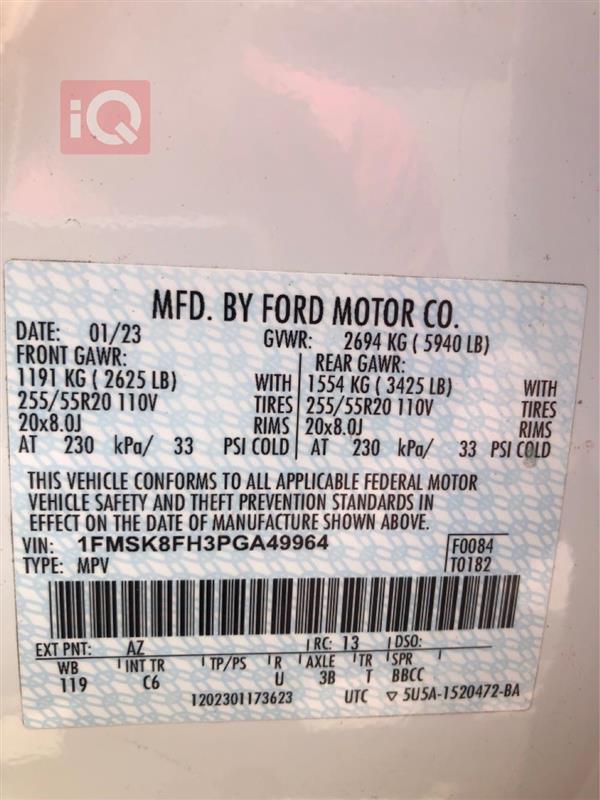 iQ
MFD. BY FORD MOTOR CO.
DATE: 01/23 GVWR: 2694 KG ( 5940 LB)
FRONT GAWR: REAR GAWR:
1191 KG ( 2625 LB) WITH 1554 KG ( 3425 LB) WITH
255/55R20 110V TIRES 255/55R20 110V TIRES
20x8.0J RIMS 20x8.0J RIMS
AT 230 kPa/ 33 PSI COLD AT 230 kPa/ 33 PSI COLD
THIS VEHICLE CONFORMS TO ALL APPLICABLE FEDERAL MOTOR
VEHICLE SAFETY AND THEFT PREVENTION STANDARDS IN
EFFECT ON THE DATE OF MANUFACTURE SHOWN ABOVE.
VIN: 1FMSK8FH3PGA49964 F0084
TYPE: MPV T0182
EXT PNT: AZ RC: 13 DSO:
WB INT TR TP/PS R AXLE TR SPR
119 C6 U 3B T BBCC
1202301173623 UTC ▽ 5U5A-1520472-BA